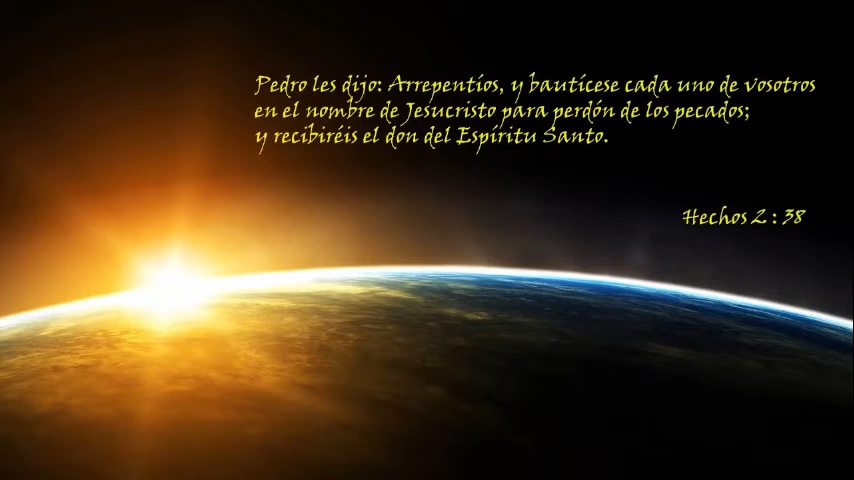 Pedro les dijo: Arrepentíos, y bautícese cada uno de vosotros
en el nombre de Jesucristo para perdón de los pecados;
y recibiréis el don del Espíritu Santo.
Hechos 2 : 38